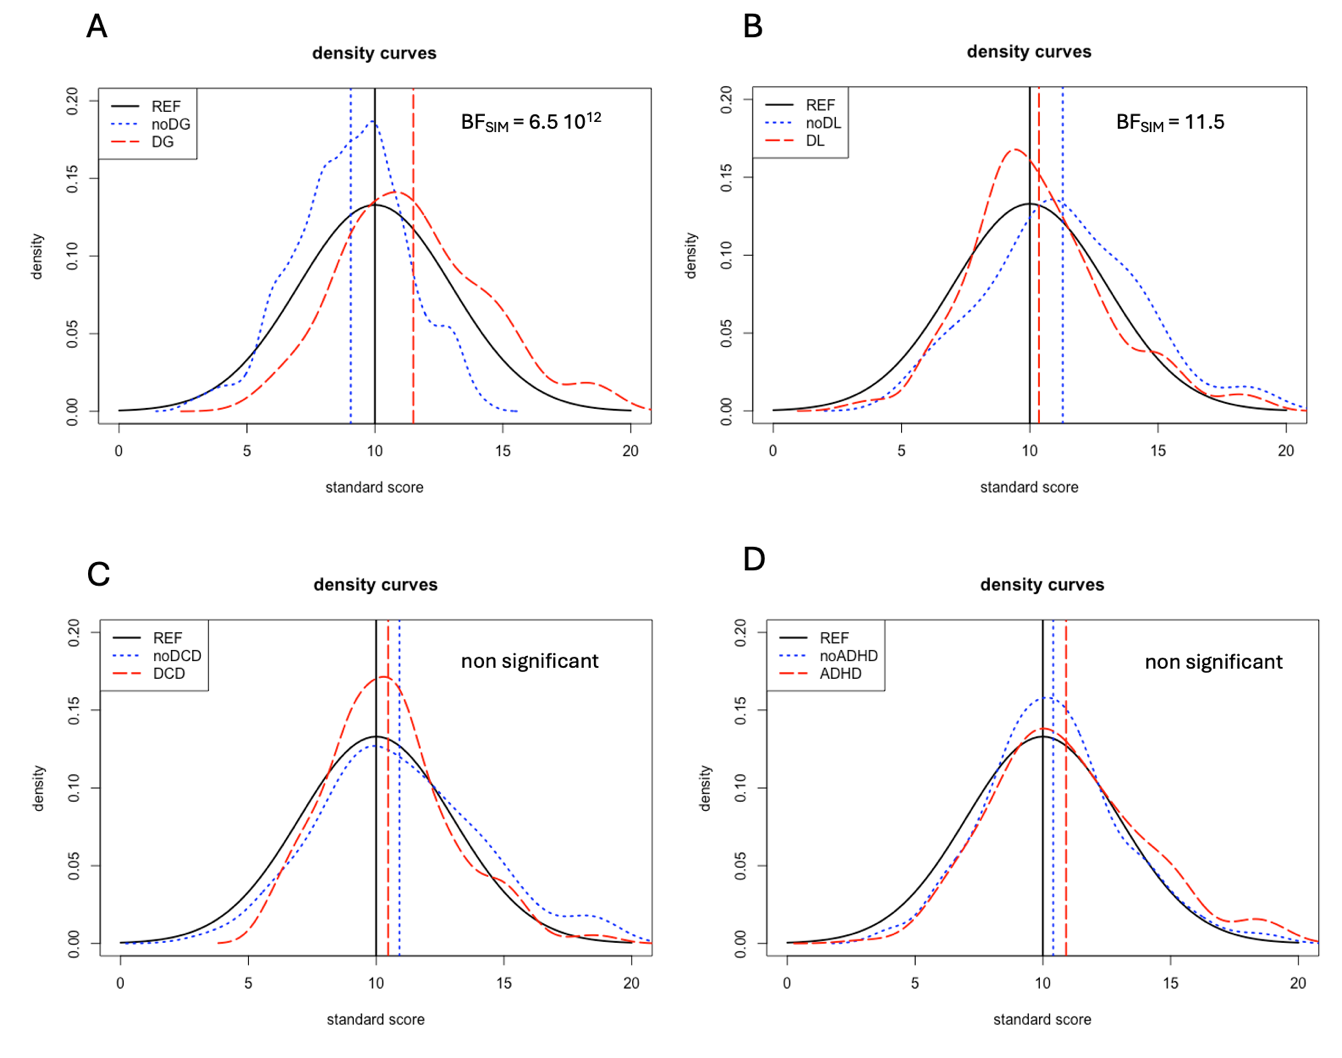 A
density curves
REF
noDG
DG
BFSIM = 6.5 10¹²
density
0.00
0.05
0.10
0.15
0.20
0
5
10
15
20
standard score
B
density curves
REF
noDL
DL
BFSIM = 11.5
density
0.00
0.05
0.10
0.15
0.20
0
5
10
15
20
standard score
C
density curves
REF
noDCD
DCD
non significant
density
0.00
0.05
0.10
0.15
0.20
0
5
10
15
20
standard score
D
density curves
REF
noADHD
ADHD
non significant
density
0.00
0.05
0.10
0.15
0.20
0
5
10
15
20
standard score